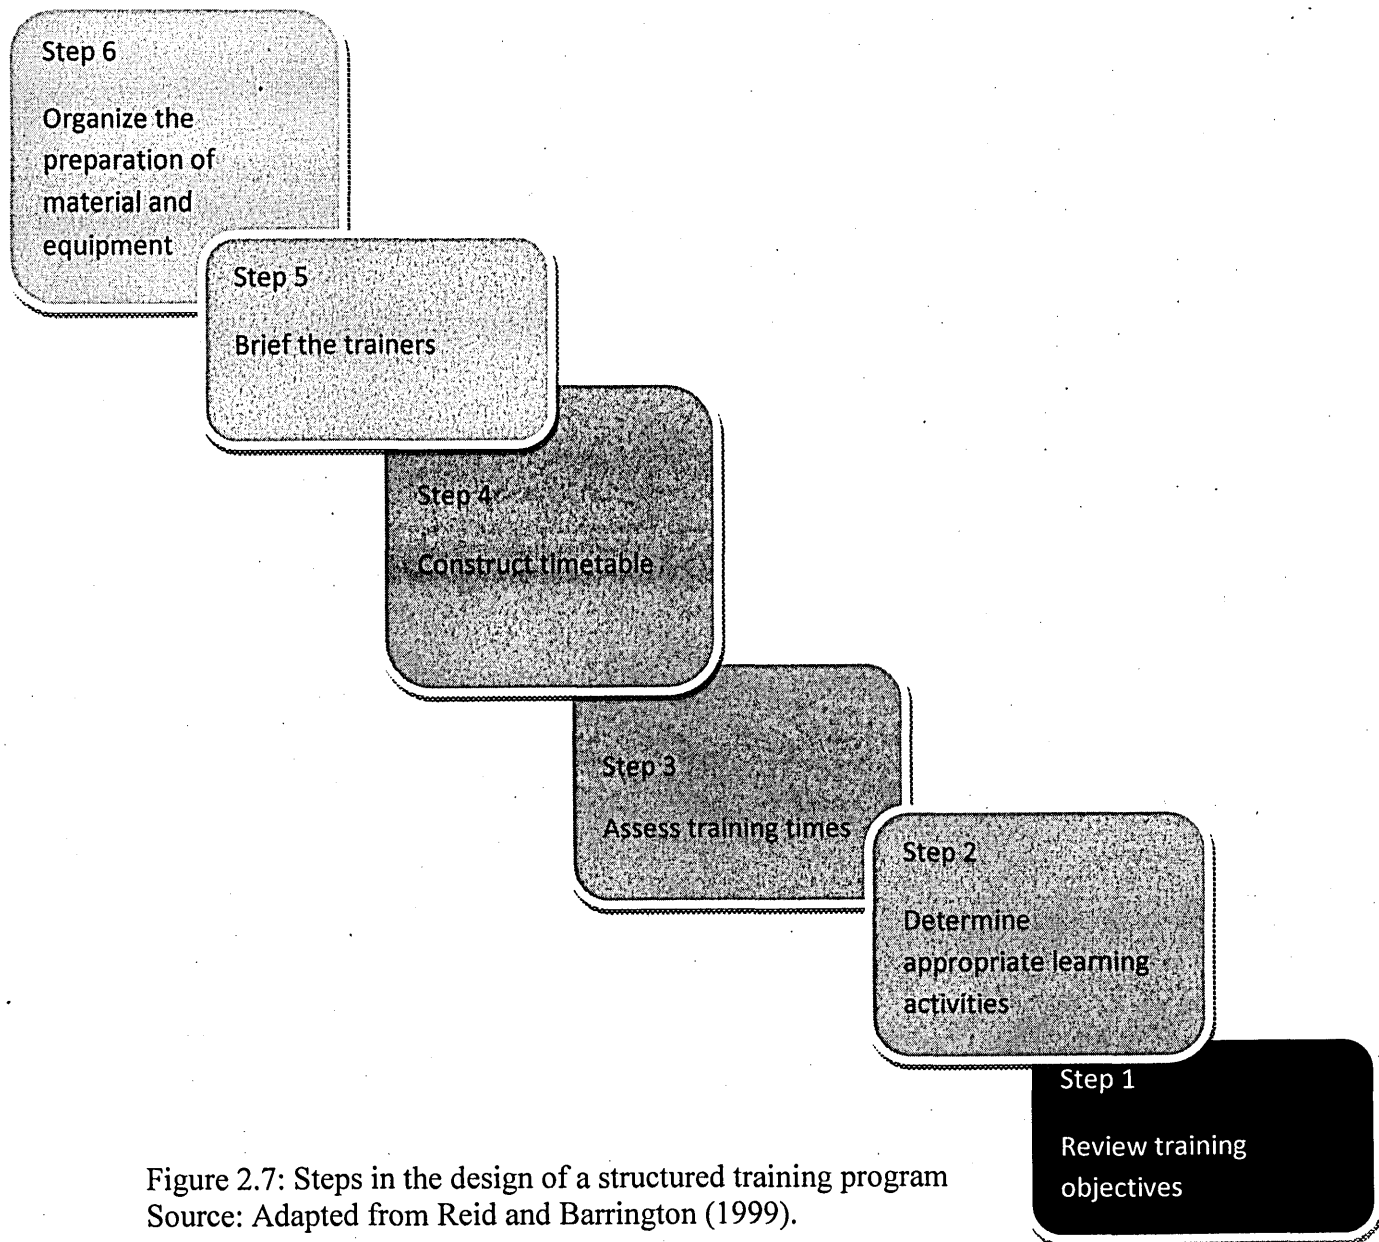 Step 6
Organize the
preparation of
material and
equipment
Step 5
Brief the trainers
Step 4
Construct timetable
Step 3
Assess training times
Step 2
Determine
appropriate learning
activities
Step 1
Review training
objectives
Figure 2.7: Steps in the design of a structured training program
Source: Adapted from Reid and Barrington (1999).